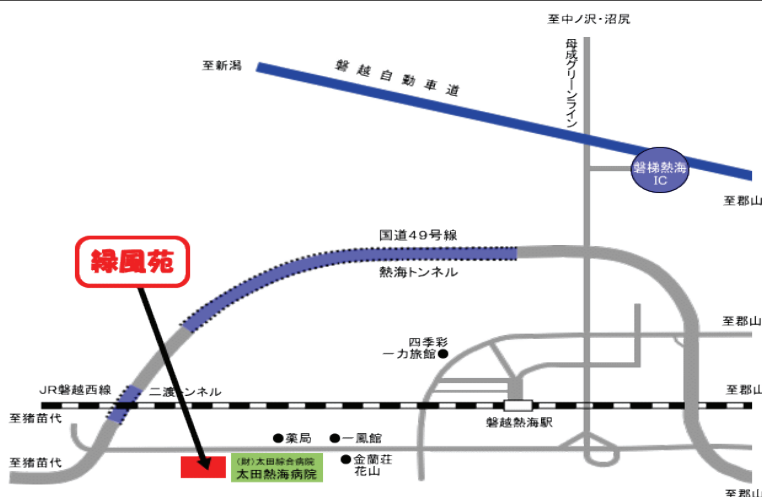 至中ノ沢・沼尻
母成グリーンライン
至新潟
磐越自動車道
磐梯熱海
IC
至郡山
国道49号線
緑風苑
熱海トンネル
至郡山
四季彩
一力旅館●
JR磐越西線
二渡トンネル
至郡山
至猪苗代
磐越熱海駅
●薬局
●一鳳館
至猪苗代
(財)太田綜合病院
太田熱海病院
●金蘭荘
花山
至郡山